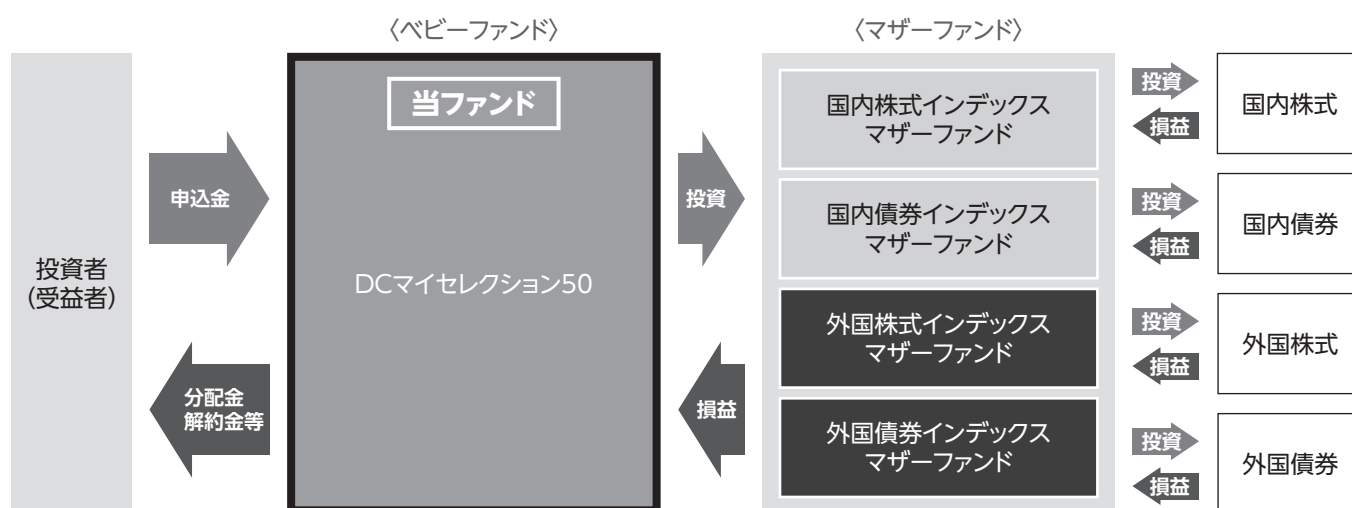 〈ベビーファンド〉
〈マザーファンド〉
投資者
(受益者)
申込金
分配金
解約金等
当ファンド
DCマイセレクション50
投資
損益
国内株式インデックス
マザーファンド
国内債券インデックス
マザーファンド
外国株式インデックス
マザーファンド
外国債券インデックス
マザーファンド
投資
損益
国内株式
投資
損益
国内債券
投資
損益
外国株式
投資
損益
外国債券